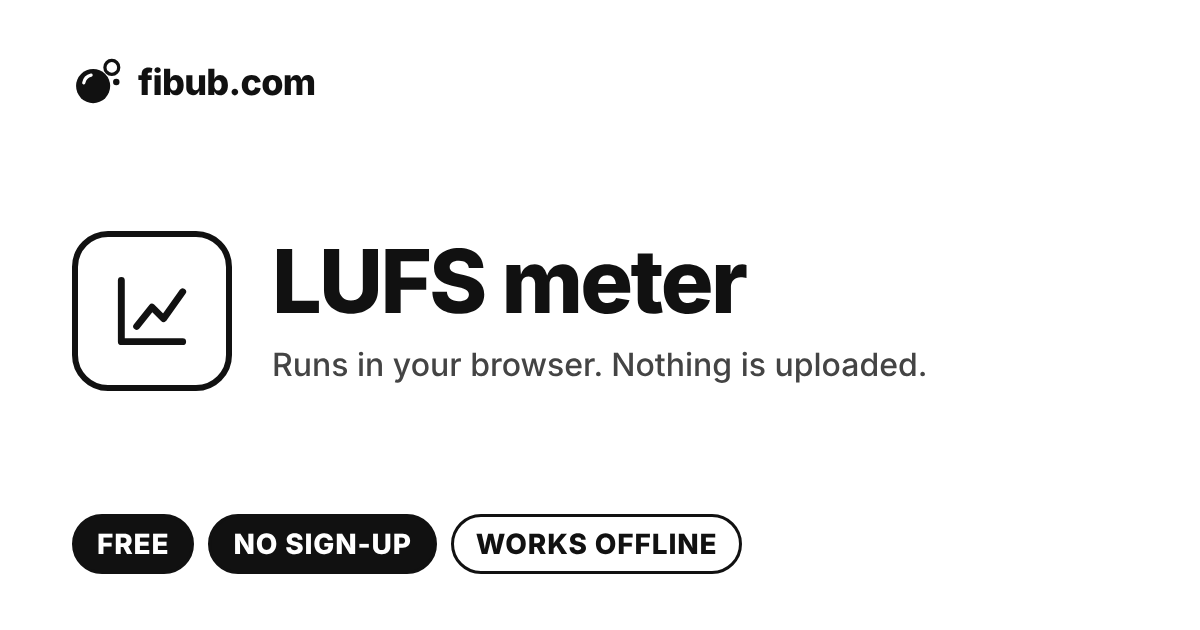 fibub.com
LUFS meter
Runs in your browser. Nothing is uploaded.
FREE
NO SIGN-UP
WORKS OFFLINE